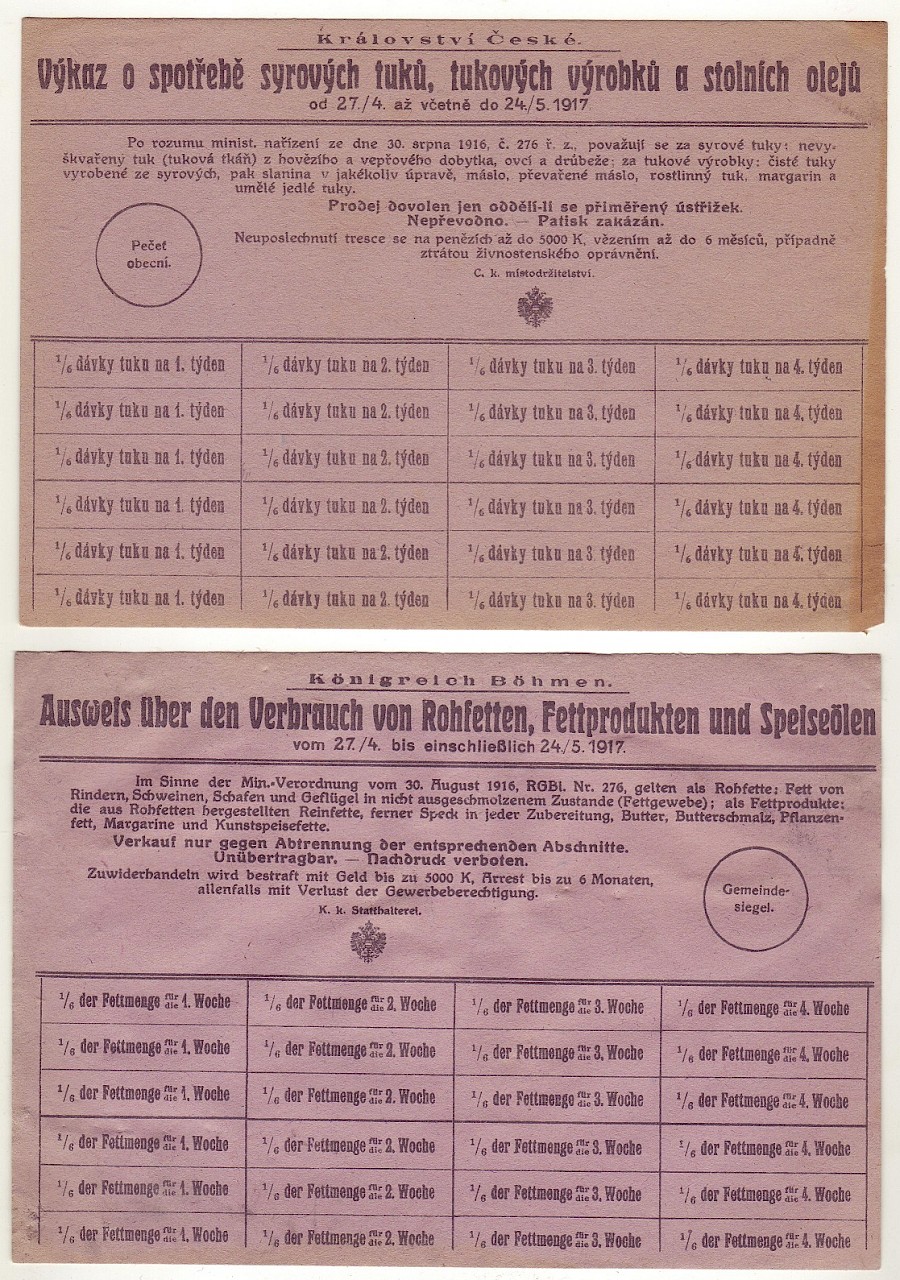 Království České.
Výkaz o spotřebě syrových tuků, tukových výrobků a stolních olejů
od 27./4. až včetně do 24./5. 1917
Po rozumu minist. nařízení ze dne 30. srpna 1916, č. 276 ř. z., považují se za syrové tuky: nevy-
škvařený tuk (tuková tkáň) z hovězího a vepřového dobytka, ovcí a drůbeže; za tukové výrobky: čisté tuky
vyrobené ze syrových, pak slanina v jakékoliv úpravě, máslo, převařené máslo, rostlinný tuk, margarin a
umělé jedlé tuky.
Prodej dovolen jen oddělí-li se přiměřený ústřižek.
Nepřevodno. — Patisk zakázán.
Neuposlechnutí tresce se na penězích až do 5000 K, vězením až do 6 měsíců, případně
ztrátou živnostenského oprávnění.
C. k. místodržitelství.
Pečeť
obecní.
1/6 dávky tuku na 1. týden 1/6 dávky tuku na 2. týden 1/6 dávky tuku na 3. týden 1/6 dávky tuku na 4. týden
1/6 dávky tuku na 1. týden 1/6 dávky tuku na 2. týden 1/6 dávky tuku na 3. týden 1/6 dávky tuku na 4. týden
1/6 dávky tuku na 1. týden 1/6 dávky tuku na 2. týden 1/6 dávky tuku na 3. týden 1/6 dávky tuku na 4. týden
1/6 dávky tuku na 1. týden 1/6 dávky tuku na 2. týden 1/6 dávky tuku na 3. týden 1/6 dávky tuku na 4. týden
1/6 dávky tuku na 1. týden 1/6 dávky tuku na 2. týden 1/6 dávky tuku na 3. týden 1/6 dávky tuku na 4. týden
1/6 dávky tuku na 1. týden 1/6 dávky tuku na 2. týden 1/6 dávky tuku na 3. týden 1/6 dávky tuku na 4. týden
Königreich Böhmen.
Ausweis über den Verbrauch von Rohfetten, Fettprodukten und Speiseölen
vom 27./4. bis einschließlich 24./5. 1917.
Im Sinne der Min.-Verordnung vom 30. August 1916, RGBl. Nr. 276, gelten als Rohfette: Fett von
Rindern, Schweinen, Schafen und Geflügel in nicht ausgeschmolzenem Zustande (Fettgewebe); als Fettprodukte:
die aus Rohfetten hergestellten Reinfette, ferner Speck in jeder Zubereitung, Butter, Butterschmalz, Pflanzen-
fett, Margarine und Kunstspeisefette.
Verkauf nur gegen Abtrennung der entsprechenden Abschnitte.
Unübertragbar. — Nachdruck verboten.
Zuwiderhandeln wird bestraft mit Geld bis zu 5000 K, Arrest bis zu 6 Monaten,
allenfalls mit Verlust der Gewerbeberechtigung.
K. k. Statthalterei.
Gemeinde-
siegel.
1/6 der Fettmenge für die 1. Woche 1/6 der Fettmenge für die 2. Woche 1/6 der Fettmenge für die 3. Woche 1/6 der Fettmenge für die 4. Woche
1/6 der Fettmenge für die 1. Woche 1/6 der Fettmenge für die 2. Woche 1/6 der Fettmenge für die 3. Woche 1/6 der Fettmenge für die 4. Woche
1/6 der Fettmenge für die 1. Woche 1/6 der Fettmenge für die 2. Woche 1/6 der Fettmenge für die 3. Woche 1/6 der Fettmenge für die 4. Woche
1/6 der Fettmenge für die 1. Woche 1/6 der Fettmenge für die 2. Woche 1/6 der Fettmenge für die 3. Woche 1/6 der Fettmenge für die 4. Woche
1/6 der Fettmenge für die 1. Woche 1/6 der Fettmenge für die 2. Woche 1/6 der Fettmenge für die 3. Woche 1/6 der Fettmenge für die 4. Woche
1/6 der Fettmenge für die 1. Woche 1/6 der Fettmenge für die 2. Woche 1/6 der Fettmenge für die 3. Woche 1/6 der Fettmenge für die 4. Woche